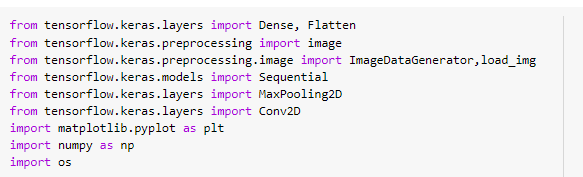 from tensorflow.keras.layers import Dense, Flatten
from tensorflow.keras.preprocessing import image
from tensorflow.keras.preprocessing.image import ImageDataGenerator,load_img
from tensorflow.keras.models import Sequential
from tensorflow.keras.layers import MaxPooling2D
from tensorflow.keras.layers import Conv2D
import matplotlib.pyplot as plt
import numpy as np
import os